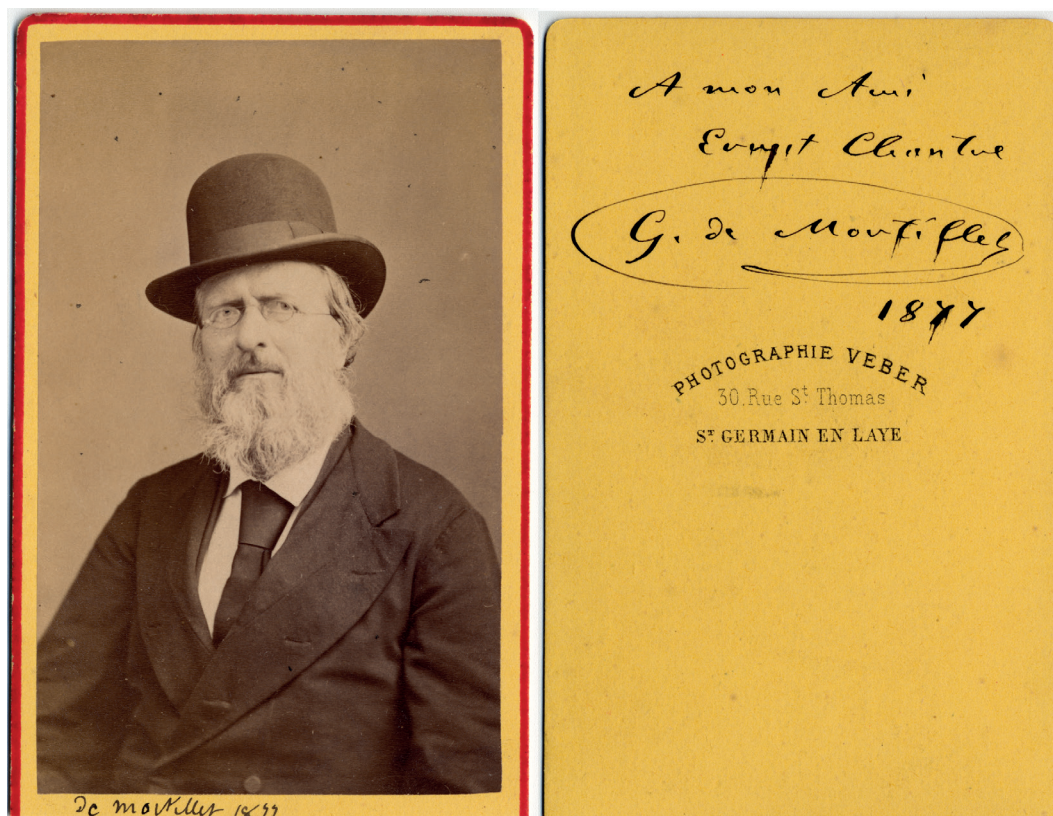 de Mortillet 1877
A mon Ami
Ernest Chantre
G. de Mortillet
1877
PHOTOGRAPHIE VEBER
30, Rue St Thomas
ST GERMAIN EN LAYE